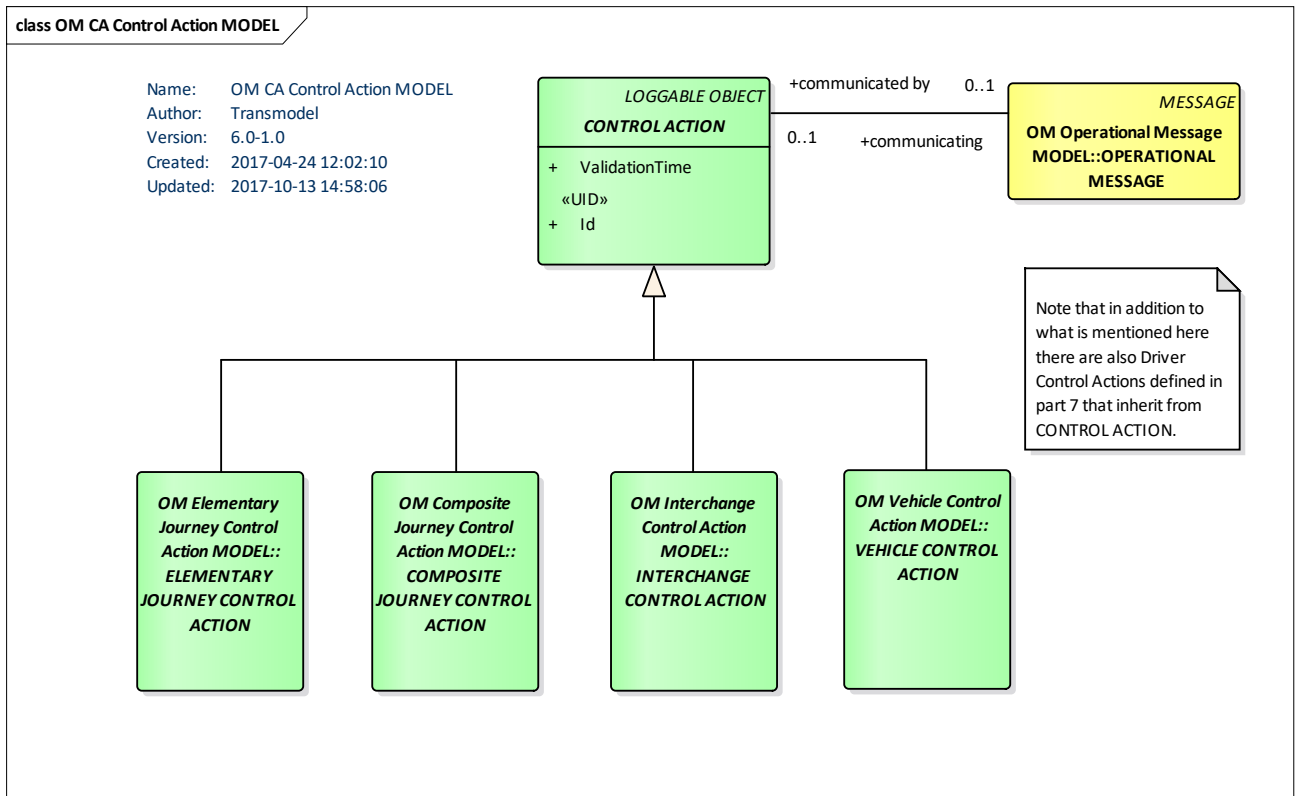 class OM CA Control Action MODEL
Name: OM CA Control Action MODEL
Author: Transmodel
Version: 6.0-1.0
Created: 2017-04-24 12:02:10
Updated: 2017-10-13 14:58:06
LOGGABLE OBJECT
CONTROL ACTION
+ ValidationTime
«UID»
+ Id
+communicated by 0..1
0..1 +communicating
MESSAGE
OM Operational Message
MODEL::OPERATIONAL
MESSAGE
Note that in addition to
what is mentioned here
there are also Driver
Control Actions defined in
part 7 that inherit from
CONTROL ACTION.
OM Elementary
Journey Control
Action MODEL::
ELEMENTARY
JOURNEY CONTROL
ACTION
OM Composite
Journey Control
Action MODEL::
COMPOSITE
JOURNEY CONTROL
ACTION
OM Interchange
Control Action
MODEL::
INTERCHANGE
CONTROL ACTION
OM Vehicle Control
Action MODEL::
VEHICLE CONTROL
ACTION